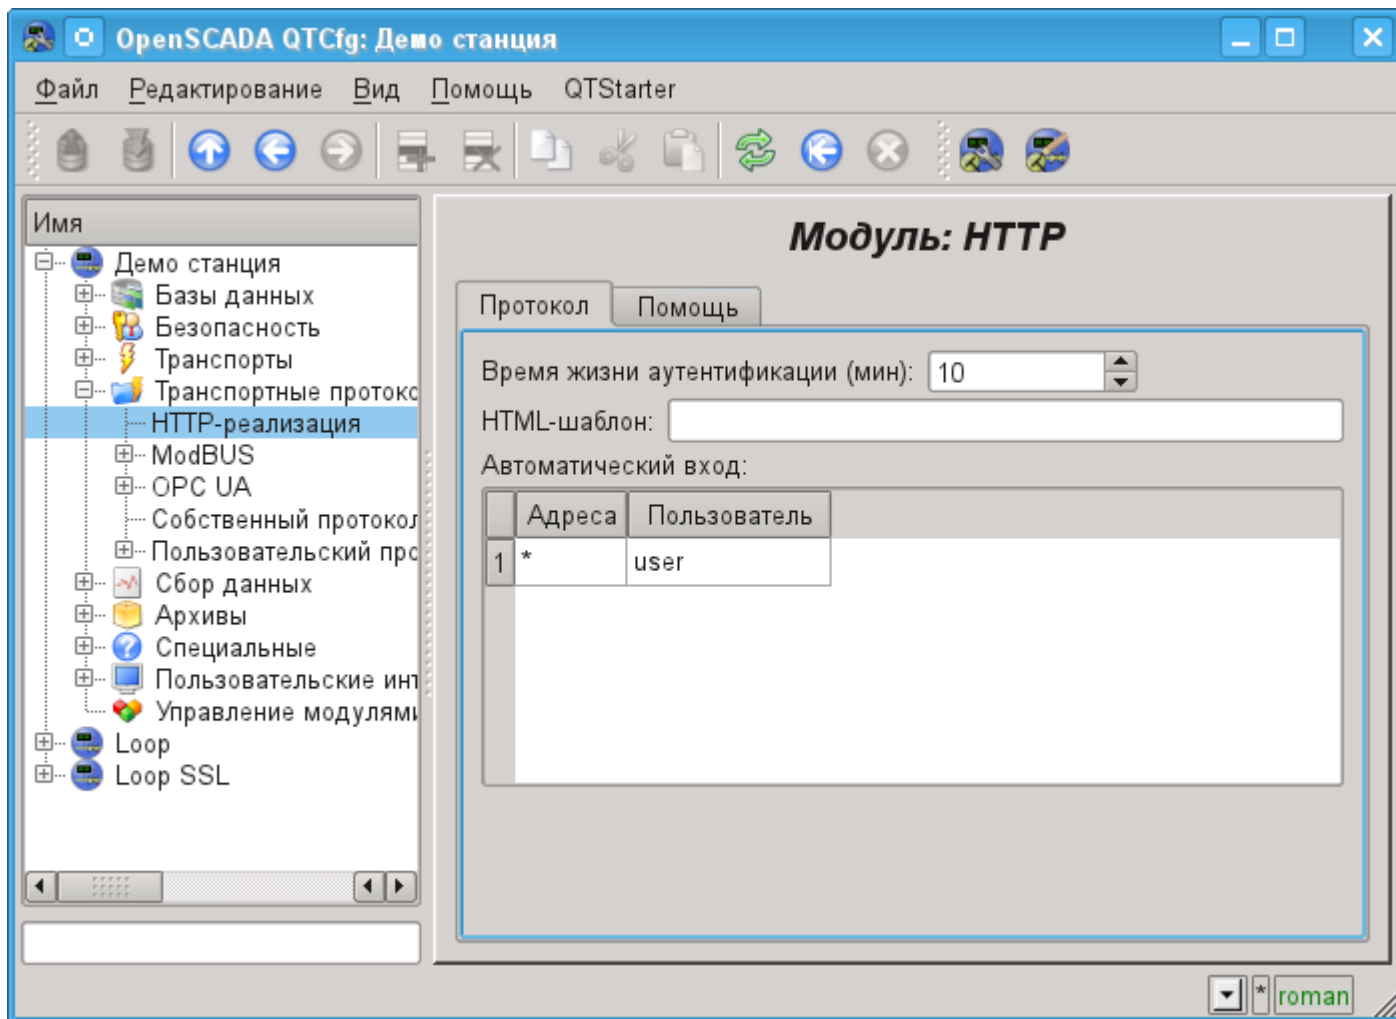 OpenSCADA QTCfg: Демо станция
Файл Редактирование Вид Помощь QTStarter
Имя
Демо станция
Базы данных
Безопасность
Транспорты
Транспортные протоко
HTTP-реализация
ModBUS
OPC UA
Собственный протокол
Пользовательский про
Сбор данных
Архивы
Специальные
Пользовательские инт
Управление модулями
Loop
Loop SSL
Модуль: HTTP
Протокол Помощь
Время жизни аутентификации (мин): 10
HTML-шаблон:
Автоматический вход:
Адреса Пользователь
1 * user
* roman